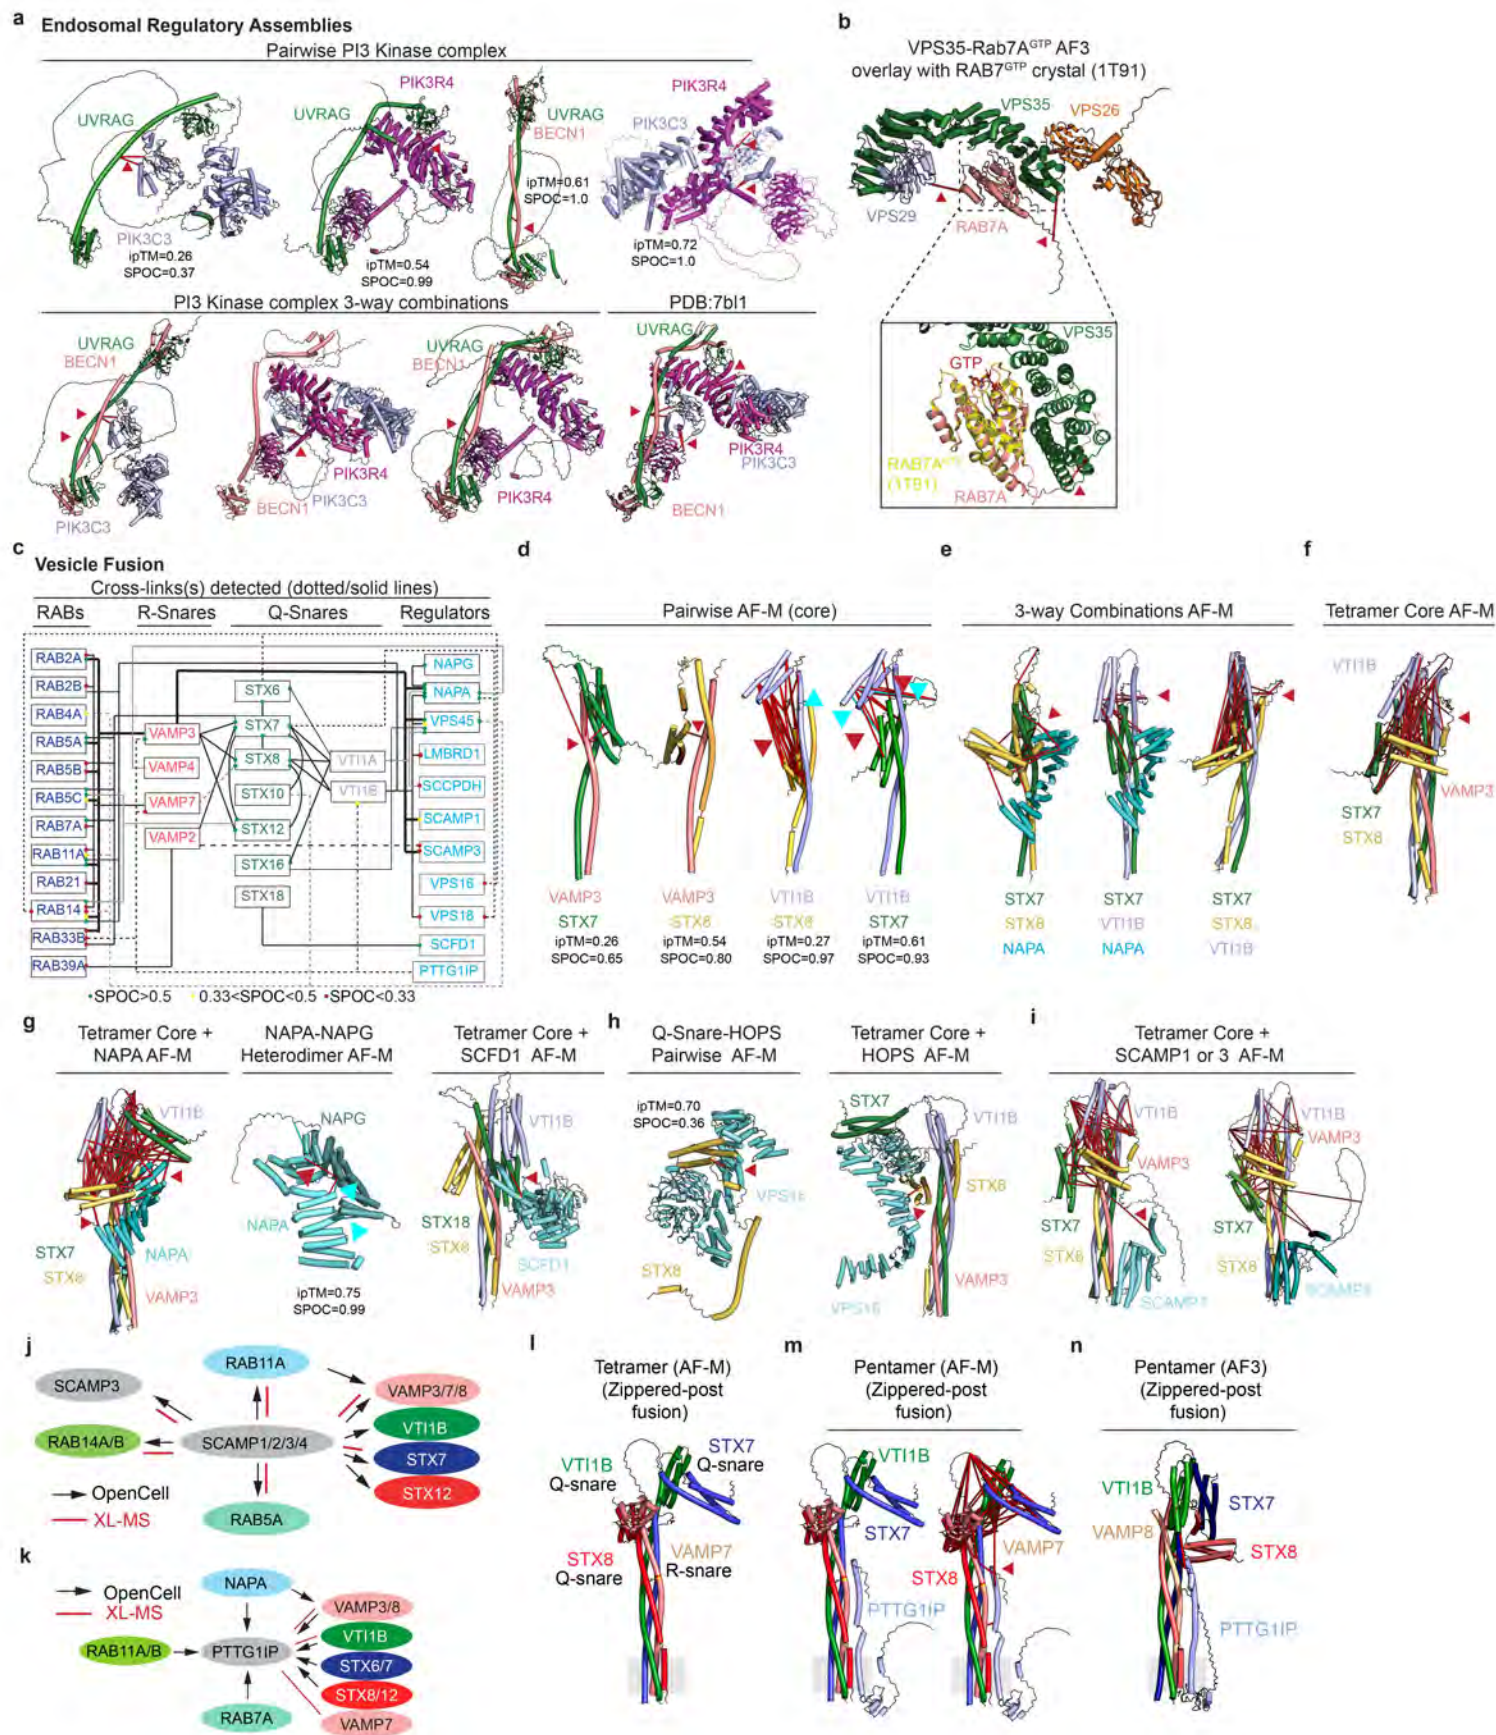 a
Endosomal Regulatory Assemblies
Pairwise PI3 Kinase complex
UVRAG
PIK3C3
ipTM=0.26
SPOC=0.37
PIK3R4
UVRAG
ipTM=0.54
SPOC=0.99
UVRAG
BECN1
ipTM=0.61
SPOC=1.0
PIK3R4
PIK3C3
ipTM=0.72
SPOC=1.0
PI3 Kinase complex 3-way combinations
PDB:7bl1
UVRAG
BECN1
PIK3C3
PIK3R4
BECN1
PIK3C3
UVRAG
BECN1
PIK3R4
UVRAG
PIK3R4
PIK3C3
BECN1
b
VPS35-Rab7A^GTP AF3
overlay with RAB7^GTP crystal (1T91)
VPS35
VPS26
VPS29
RAB7A
VPS35
GTP
(1T91)
RAB7A
c
Vesicle Fusion
Cross-links(s) detected (dotted/solid lines)
RABs
R-Snares
Q-Snares
Regulators
RAB2A
RAB2B
RAB4A
RAB5A
RAB5B
RAB5C
RAB7A
RAB11A
RAB21
RAB14
RAB33B
RAB39A
VAMP3
VAMP4
VAMP7
VAMP2
STX6
STX7
STX8
STX10
STX12
STX16
STX18
VTI1A
VTI1B
NAPG
NAPA
VPS45
LMBRD1
SCCPDH
SCAMP1
SCAMP3
VPS16
VPS18
SCFD1
PTTG1IP
SPOC>0.5
0.33<SPOC<0.5
SPOC<0.33
d
Pairwise AF-M (core)
VAMP3
STX7
ipTM=0.26
SPOC=0.65
VAMP3
STX8
ipTM=0.54
SPOC=0.80
VTI1B
STX8
ipTM=0.27
SPOC=0.97
VTI1B
STX7
ipTM=0.61
SPOC=0.93
e
3-way Combinations AF-M
STX7
STX8
NAPA
STX7
VTI1B
NAPA
STX7
STX8
VTI1B
f
Tetramer Core AF-M
VTI1B
VAMP3
STX7
STX8
g
Tetramer Core +
NAPA AF-M
VTI1B
STX7
STX8
NAPA
VAMP3
NAPA-NAPG
Heterodimer AF-M
NAPG
NAPA
ipTM=0.75
SPOC=0.99
Tetramer Core +
SCFD1 AF-M
VTI1B
STX18
STX8
SCFD1
VAMP3
h
Q-Snare-HOPS
Pairwise AF-M
ipTM=0.70
SPOC=0.36
STX8
Tetramer Core +
HOPS AF-M
STX7
VTI1B
STX8
VPS16
VAMP3
i
Tetramer Core +
SCAMP1 or 3 AF-M
VTI1B
VAMP3
STX7
STX8
VTI1B
VAMP3
STX7
STX8
j
SCAMP3
RAB11A
VAMP3/7/8
VTI1B
RAB14A/B
SCAMP1/2/3/4
STX7
STX12
RAB5A
OpenCell
XL-MS
k
OpenCell
XL-MS
NAPA
VAMP3/8
VTI1B
RAB11A/B
PTTG1IP
STX6/7
STX8/12
RAB7A
VAMP7
l
Tetramer (AF-M)
(Zippered-post
fusion)
STX7
Q-snare
VTI1B
Q-snare
STX8
Q-snare
VAMP7
R-snare
m
Pentamer (AF-M)
(Zippered-post
fusion)
VTI1B
STX7
PTTG1IP
VAMP7
STX8
n
Pentamer (AF3)
(Zippered-post
fusion)
VTI1B
STX7
VAMP8
STX8
PTTG1IP